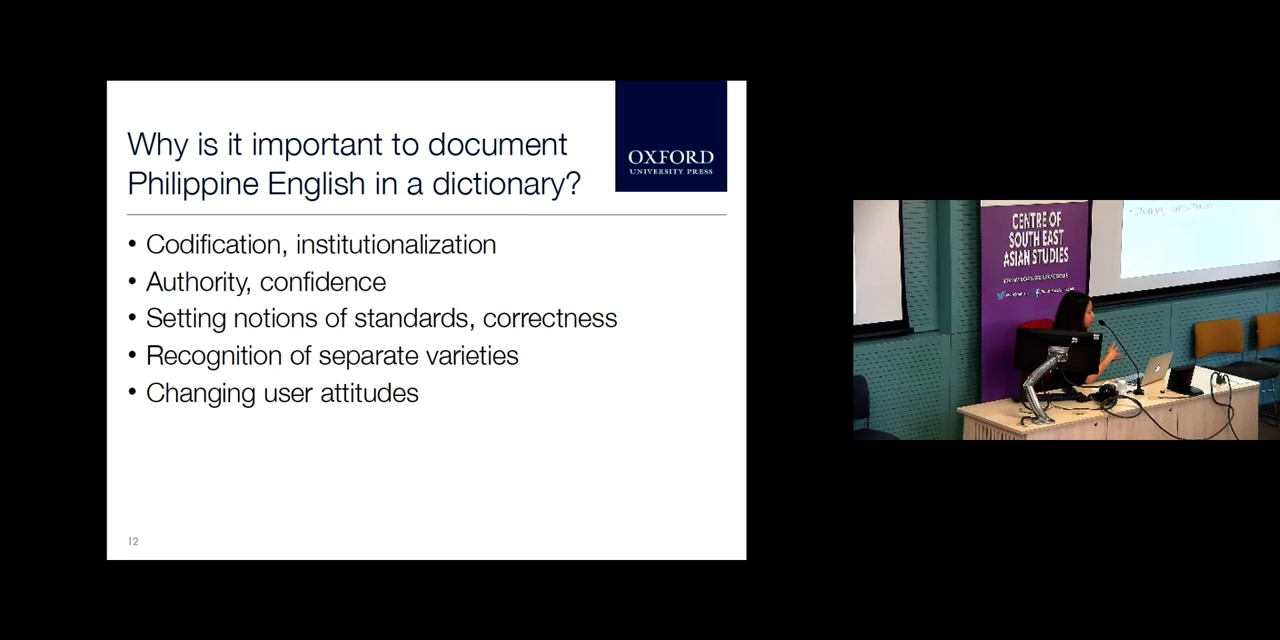 Why is it important to document
Philippine English in a dictionary?
OXFORD
UNIVERSITY PRESS
• Codification, institutionalization
• Authority, confidence
• Setting notions of standards, correctness
• Recognition of separate varieties
• Changing user attitudes
12
CENTRE OF
SOUTH EAST
ASIAN STUDIES